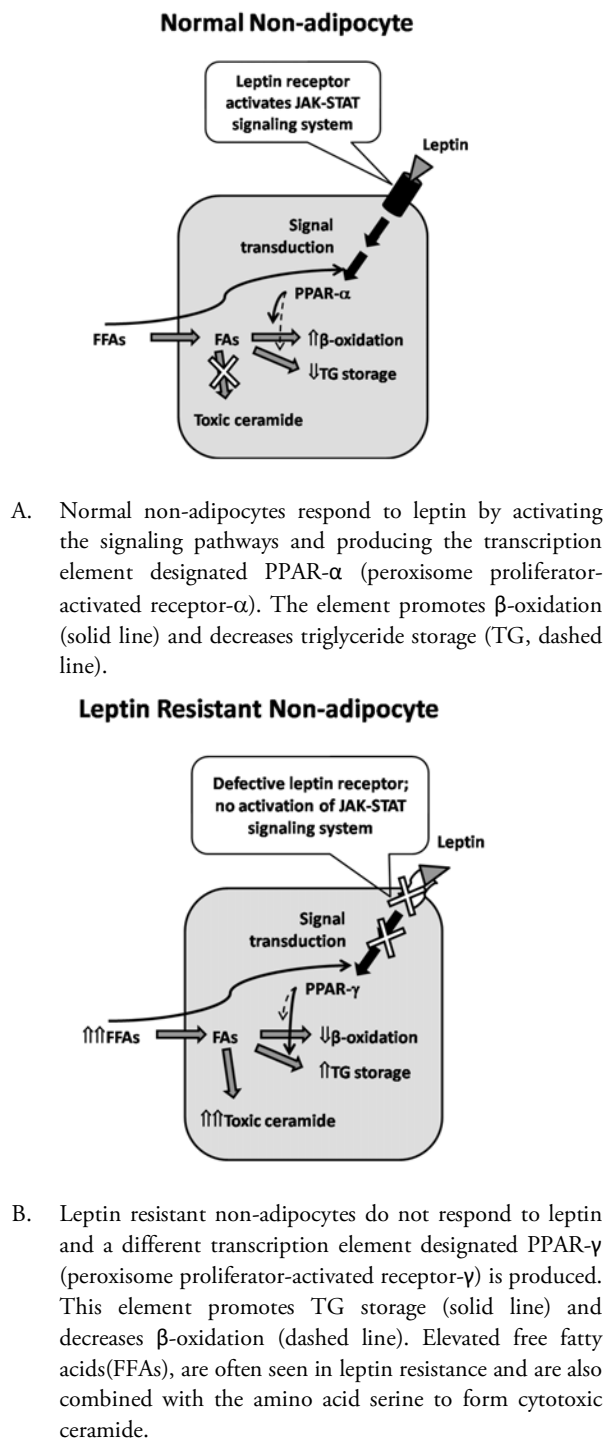 Normal Non-adipocyte
Leptin receptor
activates JAK-STAT
signaling system
Leptin
Signal
transduction
PPAR-α
FFAs
FAs
⇑β-oxidation
⇓TG storage
Toxic ceramide
A. Normal non-adipocytes respond to leptin by activating
the signaling pathways and producing the transcription
element designated PPAR-α (peroxisome proliferator-
activated receptor-α). The element promotes β-oxidation
(solid line) and decreases triglyceride storage (TG, dashed
line).
Leptin Resistant Non-adipocyte
Defective leptin receptor;
no activation of JAK-STAT
signaling system
Leptin
Signal
transduction
PPAR-γ
⇑⇑FFAs
FAs
⇓β-oxidation
⇑TG storage
⇑⇑Toxic ceramide
B. Leptin resistant non-adipocytes do not respond to leptin
and a different transcription element designated PPAR-γ
(peroxisome proliferator-activated receptor-γ) is produced.
This element promotes TG storage (solid line) and
decreases β-oxidation (dashed line). Elevated free fatty
acids(FFAs), are often seen in leptin resistance and are also
combined with the amino acid serine to form cytotoxic
ceramide.